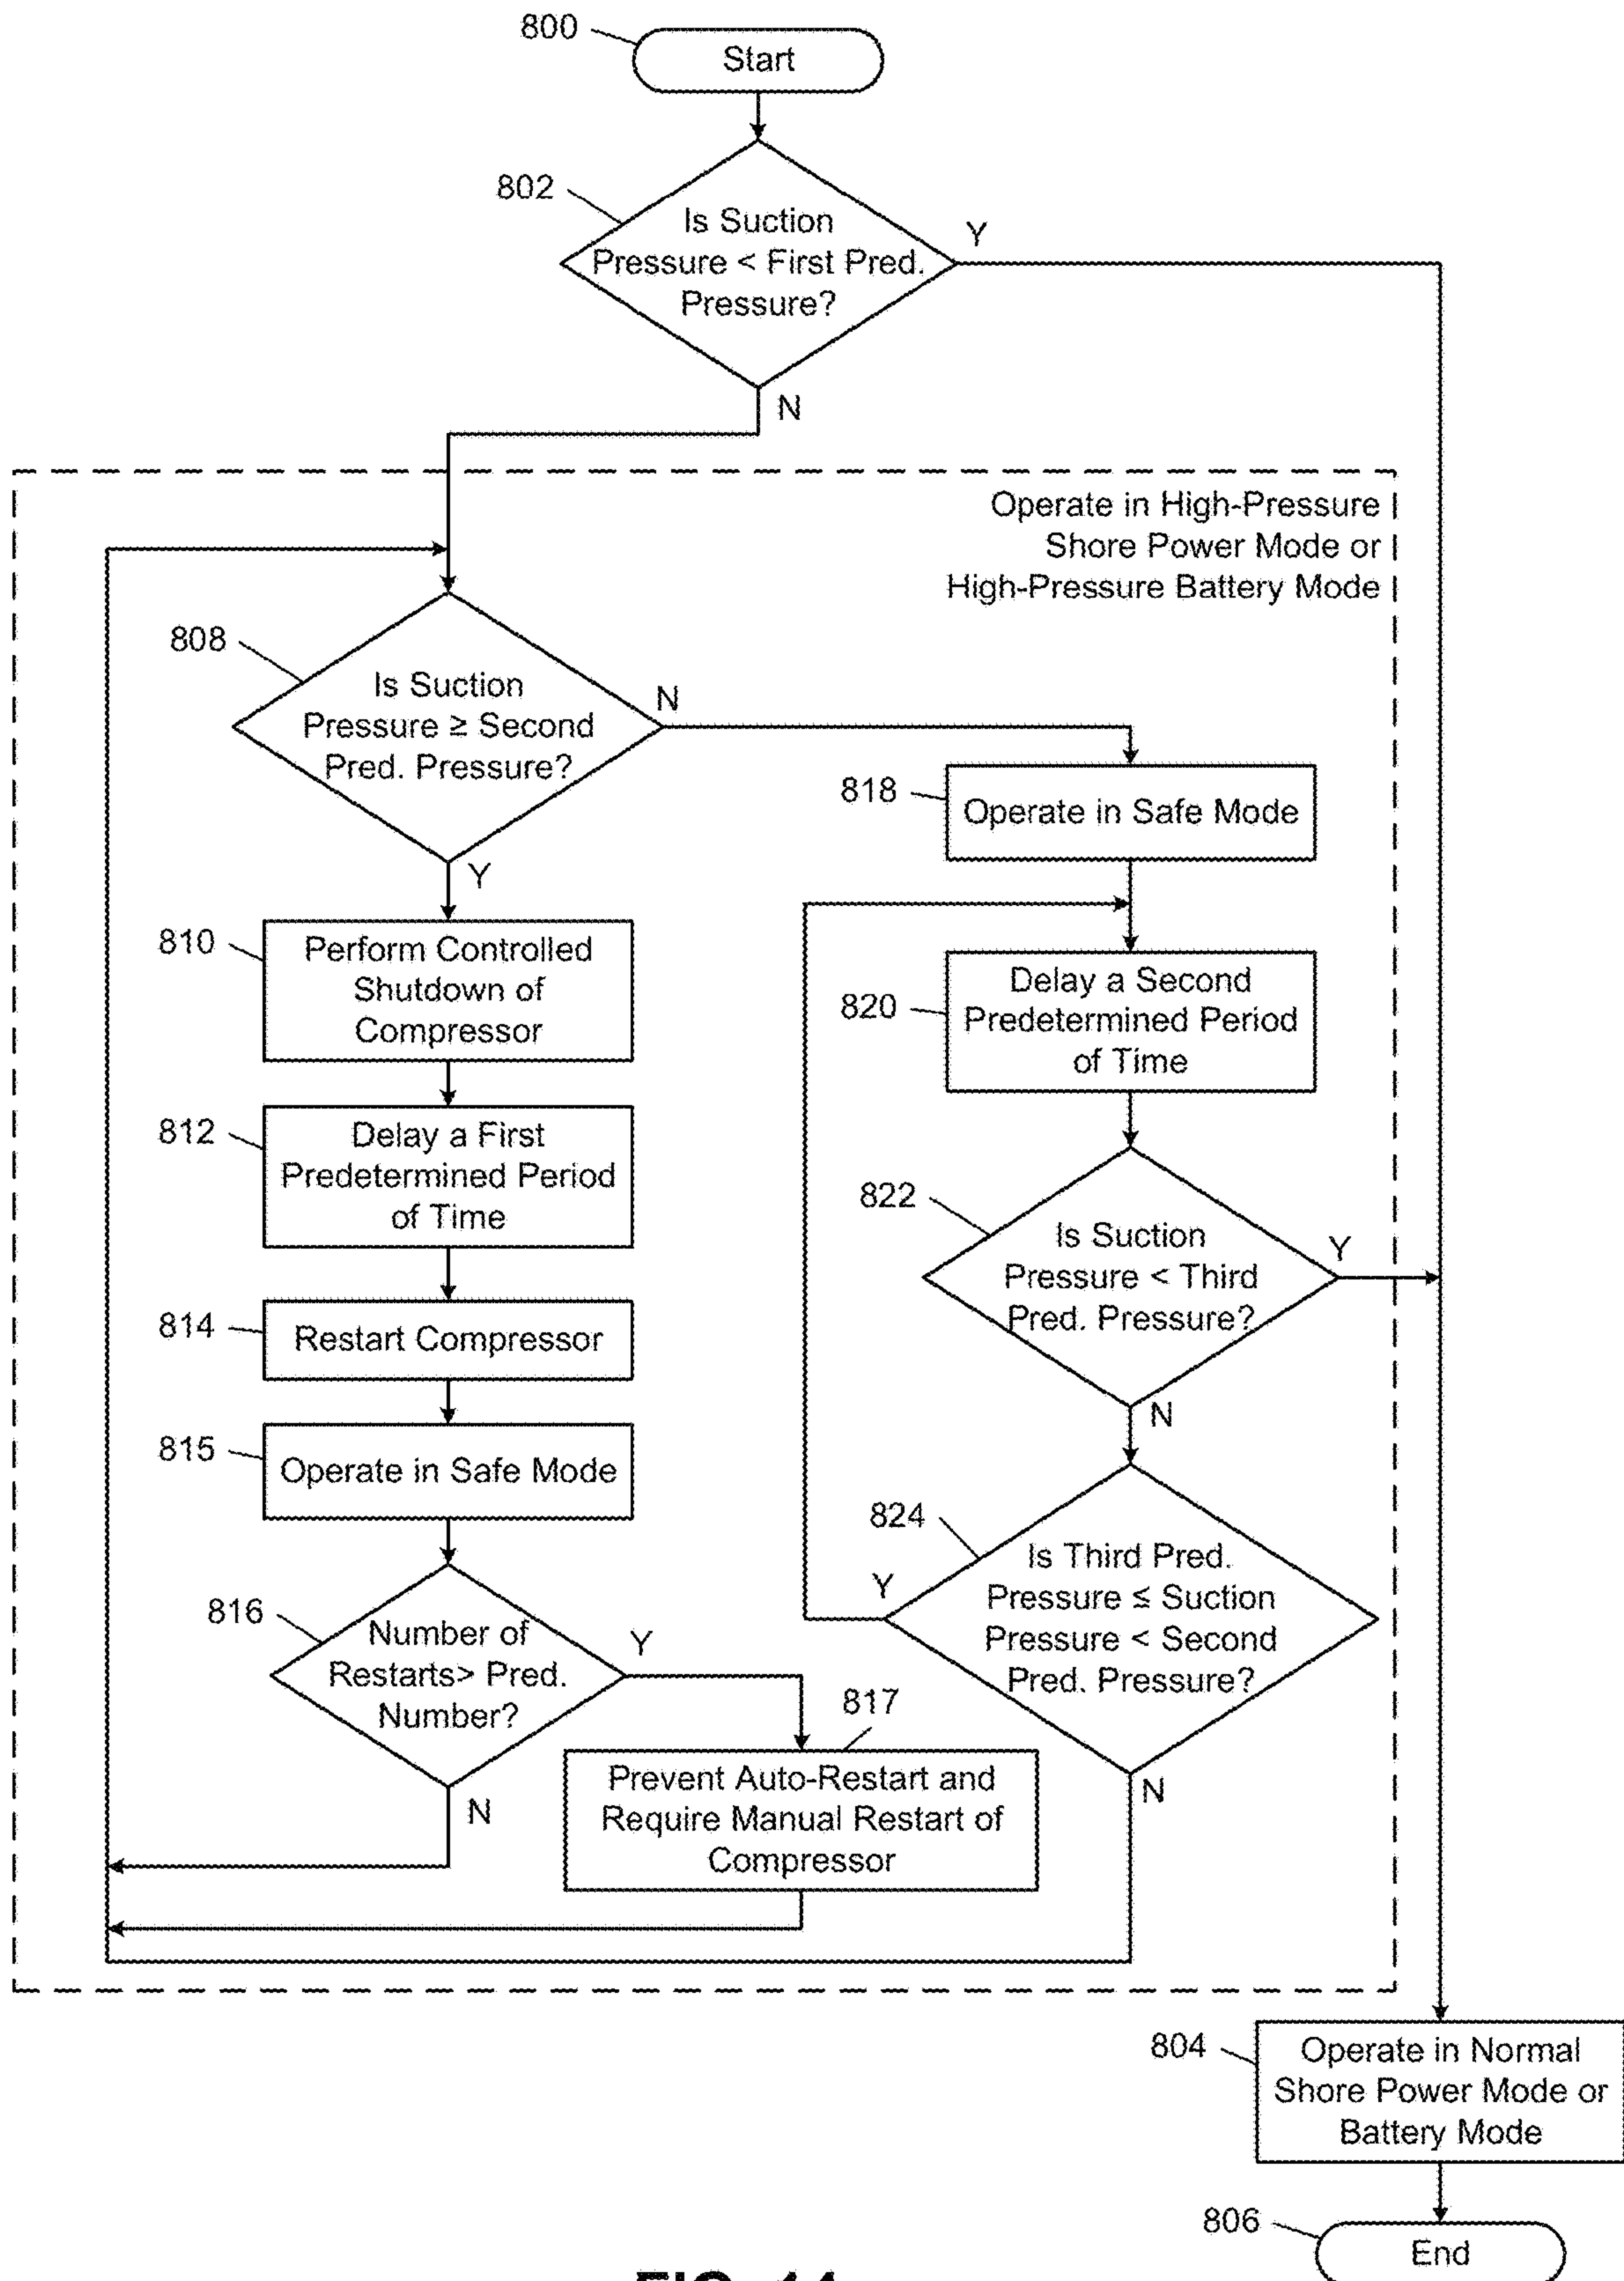 800
Start
802
Is Suction
Pressure < First Pred.
Pressure?
Y
N
Operate in High-Pressure
Shore Power Mode or
High-Pressure Battery Mode
808
Is Suction
Pressure ≥ Second
Pred. Pressure?
N
Y
818
Operate in Safe Mode
810
Perform Controlled
Shutdown of
Compressor
820
Delay a Second
Predetermined Period
of Time
812
Delay a First
Predetermined Period
of Time
822
Is Suction
Pressure < Third
Pred. Pressure?
Y
N
814
Restart Compressor
815
Operate in Safe Mode
824
Is Third Pred.
Pressure ≤ Suction
Pressure < Second
Pred. Pressure?
Y
N
816
Number of
Restarts> Pred.
Number?
Y
N
817
Prevent Auto-Restart and
Require Manual Restart of
Compressor
804
Operate in Normal
Shore Power Mode or
Battery Mode
806
End